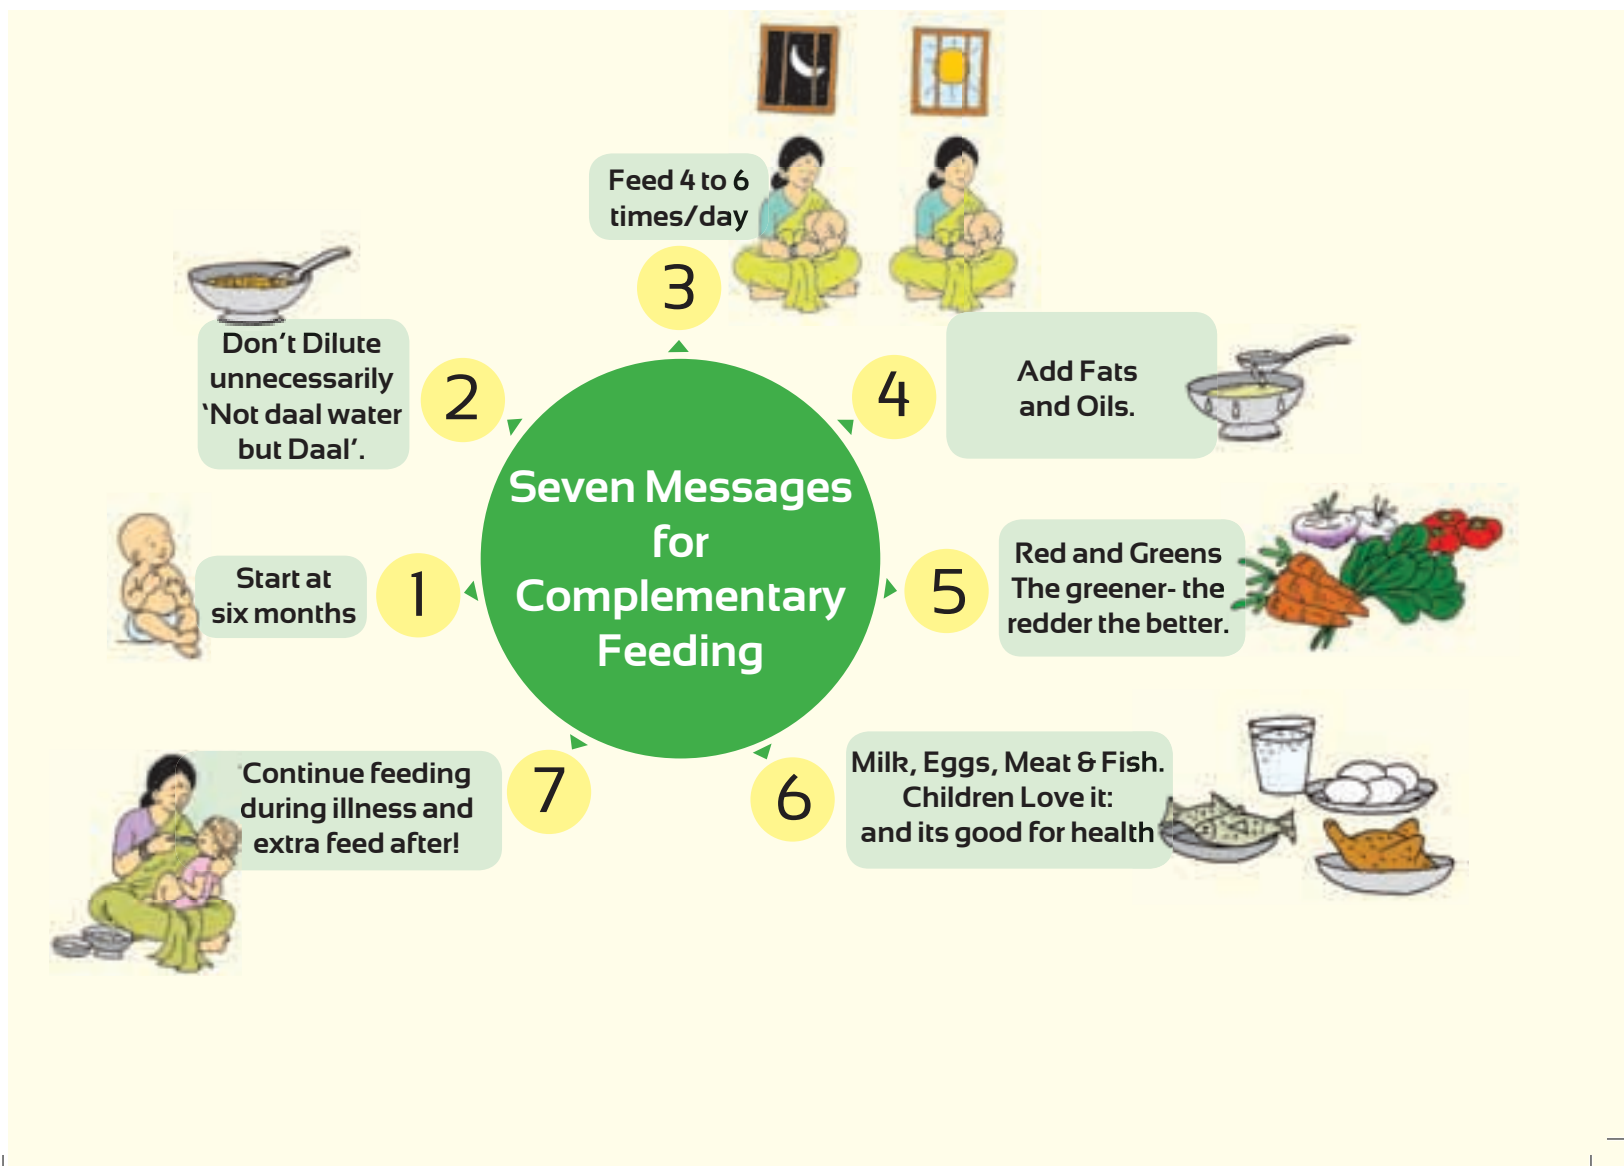 Seven Messages
for
Complementary
Feeding
1
Start at
six months
2
Don't Dilute
unnecessarily
'Not daal water
but Daal'.
3
Feed 4 to 6
times/day
4
Add Fats
and Oils.
5
Red and Greens
The greener- the
redder the better.
6
Milk, Eggs, Meat & Fish.
Children Love it:
and its good for health
7
Continue feeding
during illness and
extra feed after!